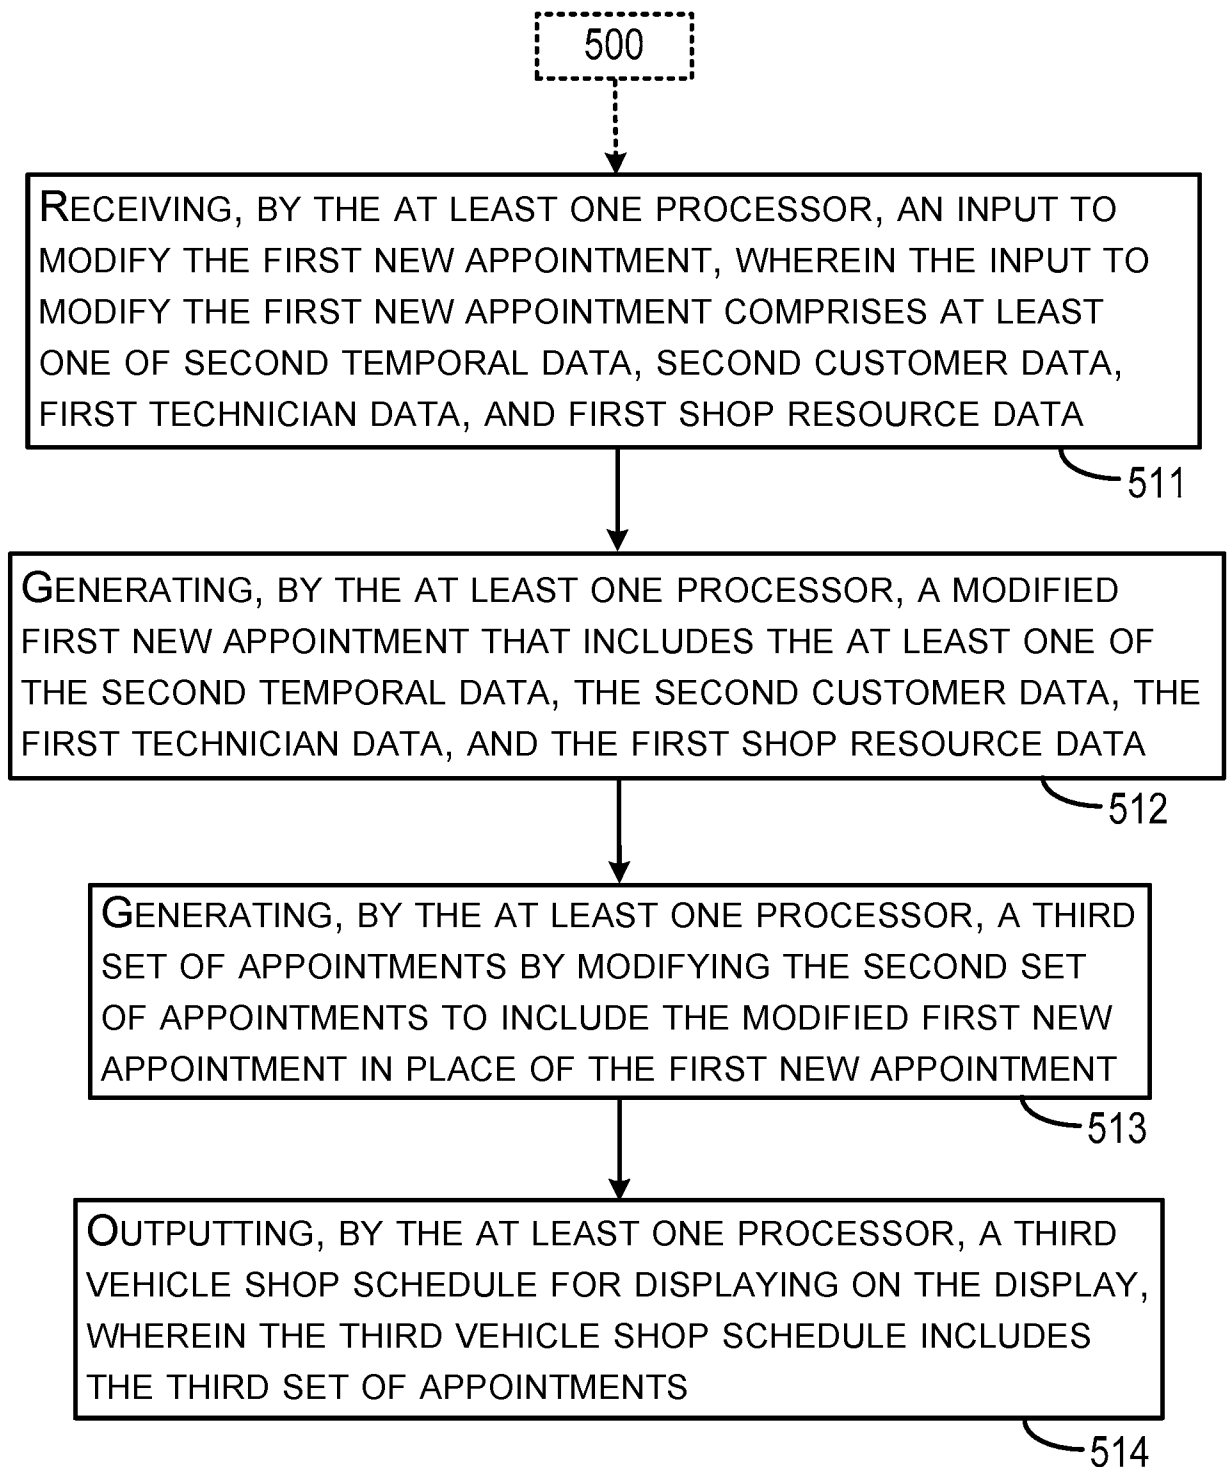 500
RECEIVING, BY THE AT LEAST ONE PROCESSOR, AN INPUT TO
MODIFY THE FIRST NEW APPOINTMENT, WHEREIN THE INPUT TO
MODIFY THE FIRST NEW APPOINTMENT COMPRISES AT LEAST
ONE OF SECOND TEMPORAL DATA, SECOND CUSTOMER DATA,
FIRST TECHNICIAN DATA, AND FIRST SHOP RESOURCE DATA
511
GENERATING, BY THE AT LEAST ONE PROCESSOR, A MODIFIED
FIRST NEW APPOINTMENT THAT INCLUDES THE AT LEAST ONE OF
THE SECOND TEMPORAL DATA, THE SECOND CUSTOMER DATA, THE
FIRST TECHNICIAN DATA, AND THE FIRST SHOP RESOURCE DATA
512
GENERATING, BY THE AT LEAST ONE PROCESSOR, A THIRD
SET OF APPOINTMENTS BY MODIFYING THE SECOND SET
OF APPOINTMENTS TO INCLUDE THE MODIFIED FIRST NEW
APPOINTMENT IN PLACE OF THE FIRST NEW APPOINTMENT
513
OUTPUTTING, BY THE AT LEAST ONE PROCESSOR, A THIRD
VEHICLE SHOP SCHEDULE FOR DISPLAYING ON THE DISPLAY,
WHEREIN THE THIRD VEHICLE SHOP SCHEDULE INCLUDES
THE THIRD SET OF APPOINTMENTS
514